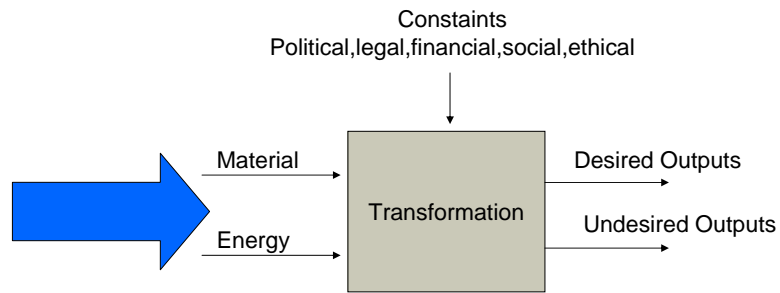 Constaints
Political,legal,financial,social,ethical
Material
Desired Outputs
Transformation
Undesired Outputs
Energy